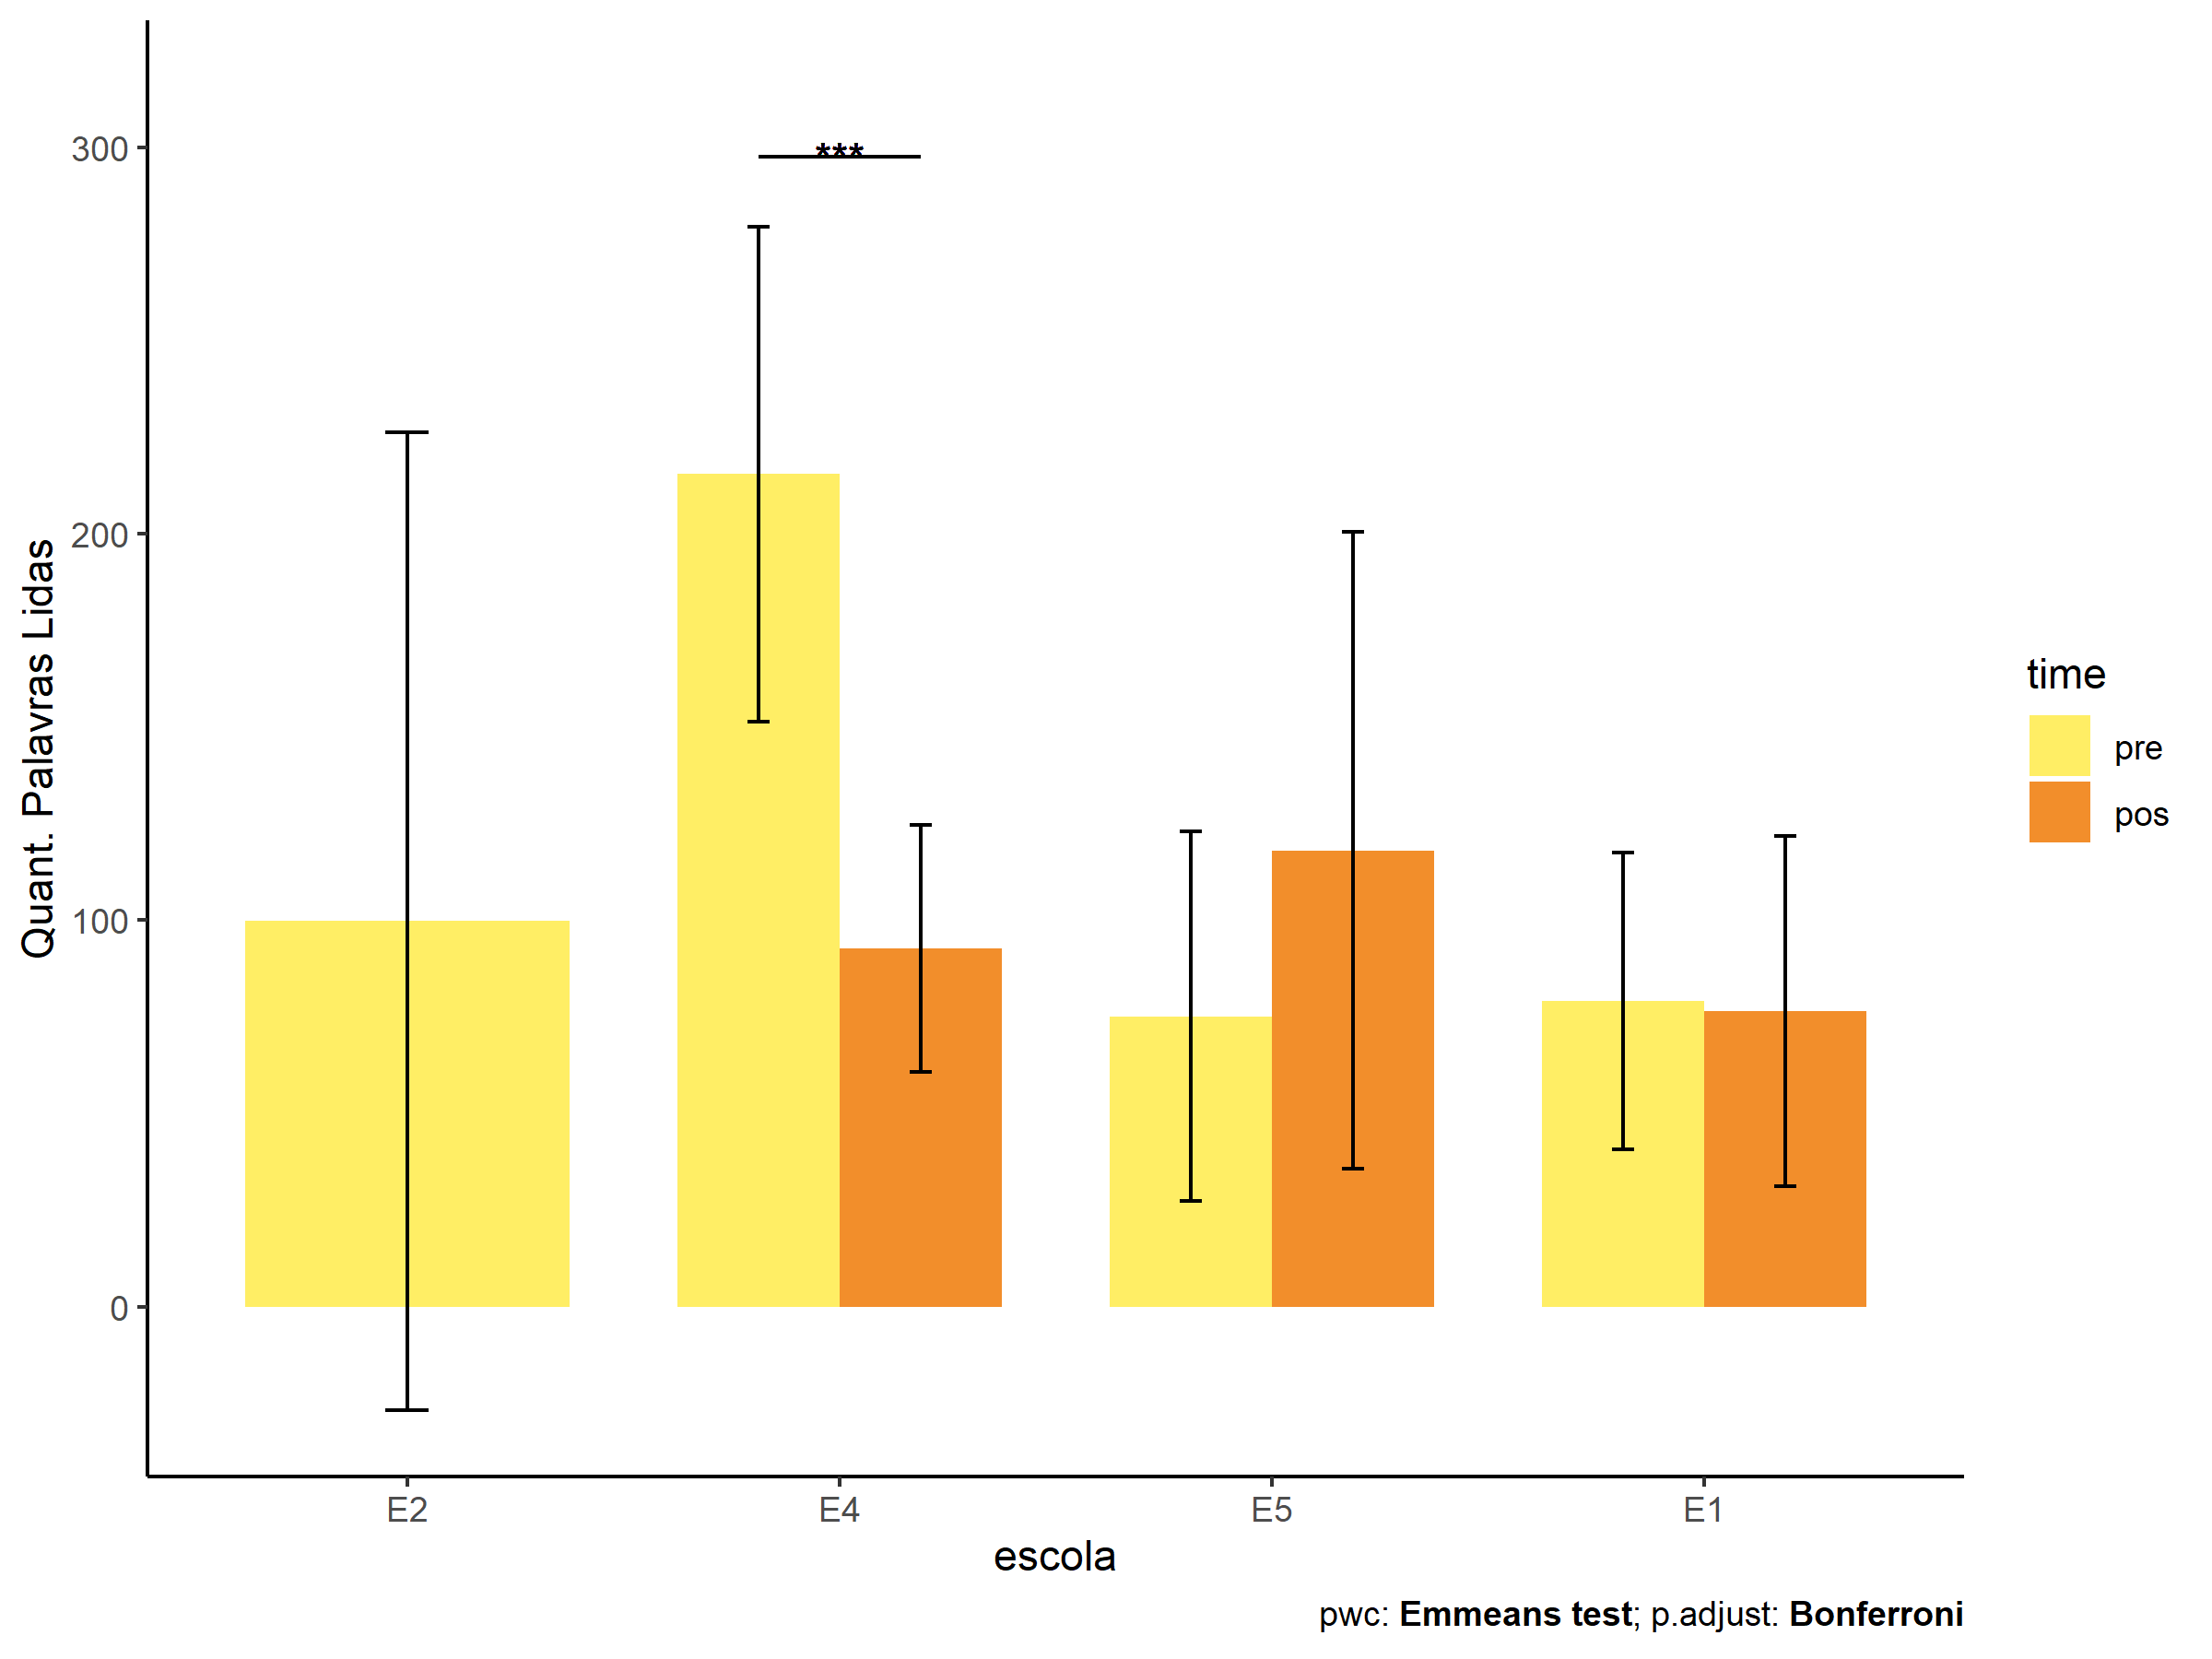 Quant. Palavras Lidas
300
200
100
0
***
E2
E4
E5
E1
escola
time
pre
pos
pwc: Emmeans test; p.adjust: Bonferroni